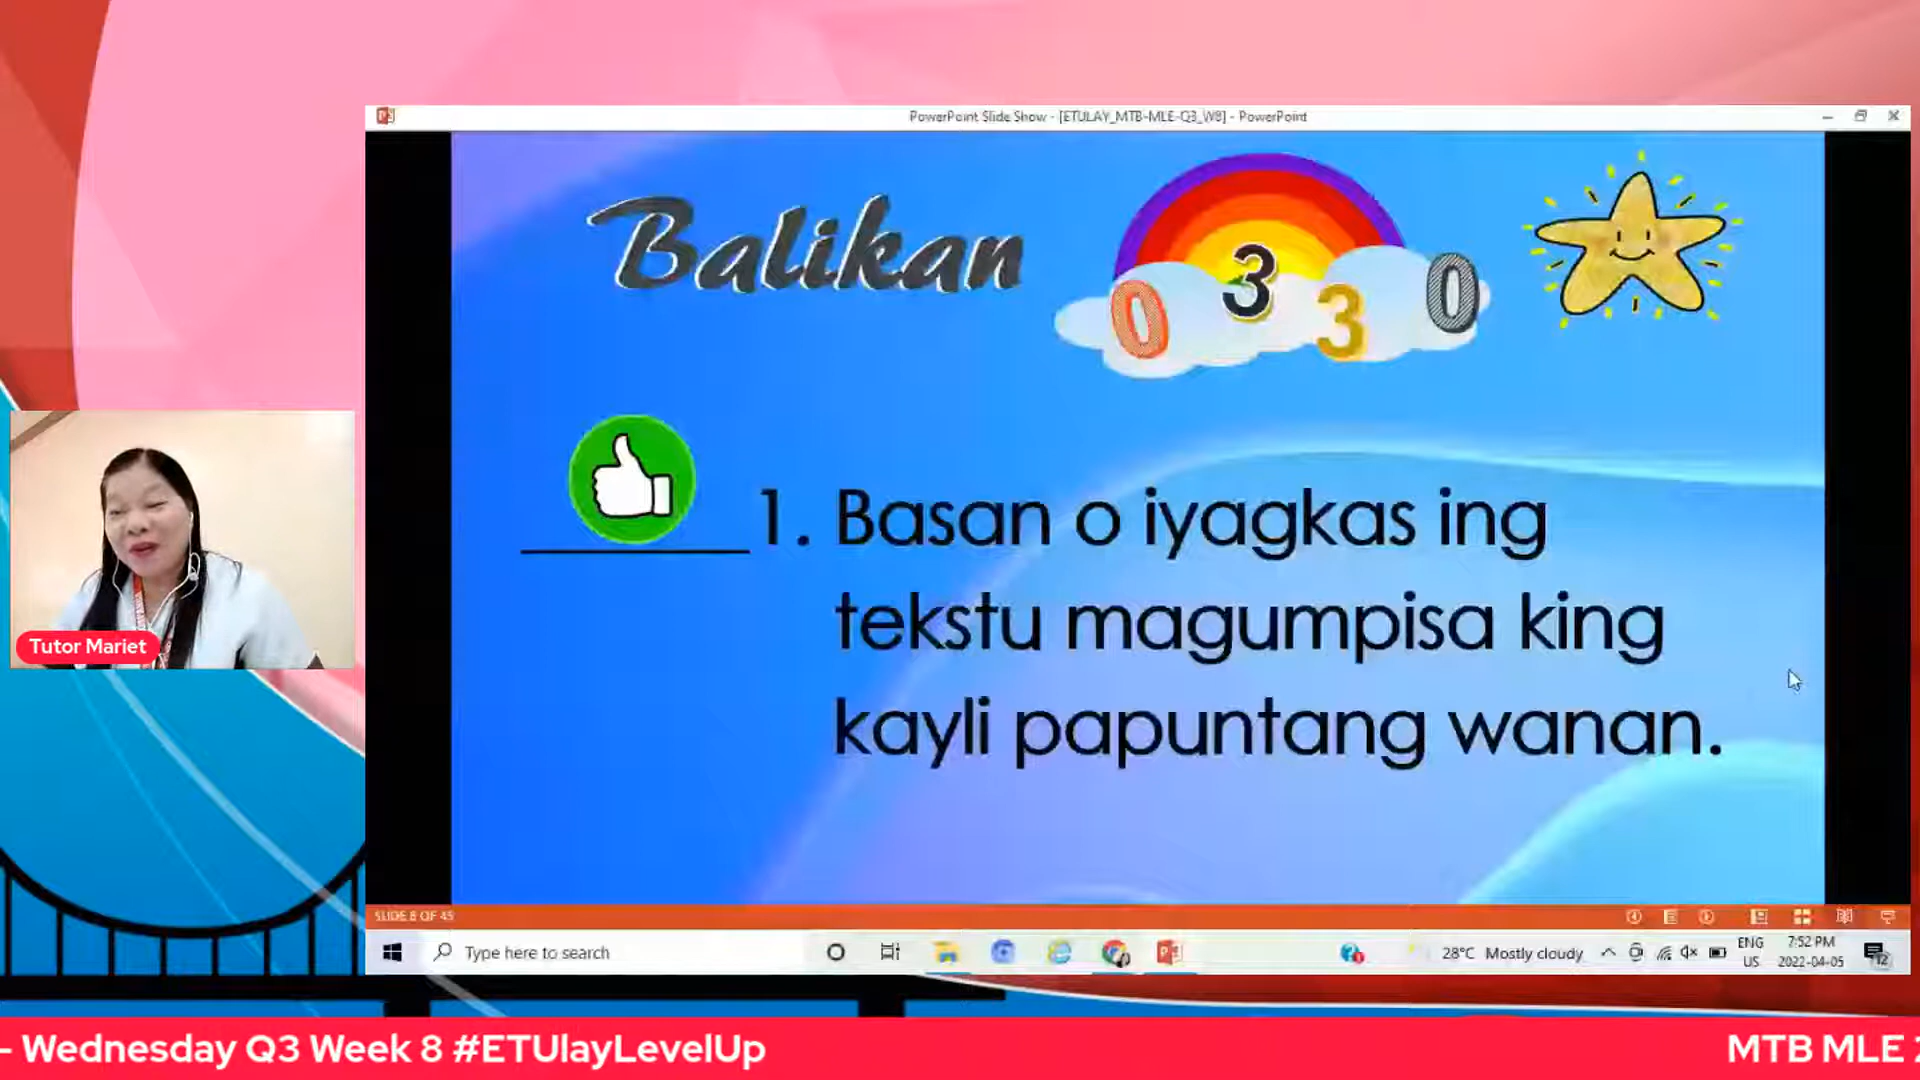 PowerPoint Slide Show - [ETULAY_MTB-MLE-Q3_W8] - PowerPoint
Balikan
0 3 3 0
1. Basan o iyagkas ing
tekstu magumpisa king
kayli papuntang wanan.
Tutor Mariet
SLIDE 8 OF 45
Type here to search
28°C Mostly cloudy
ENG
US
7:52 PM
2022-04-05
12
- Wednesday Q3 Week 8 #ETUlayLevelUp
MTB MLE